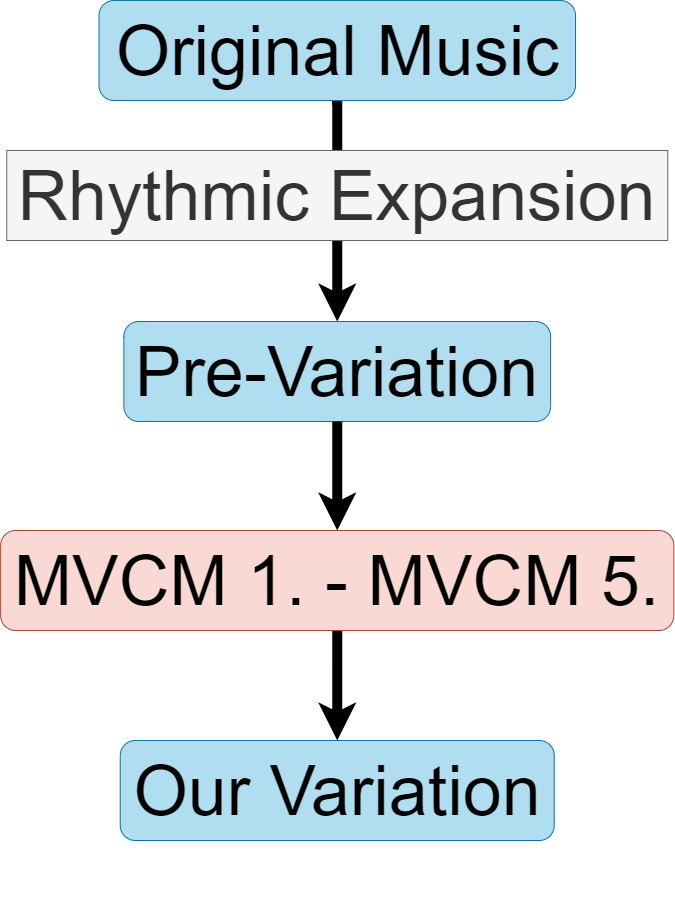 Original Music
Rhythmic Expansion
Pre-Variation
MVCM 1. - MVCM 5.
Our Variation